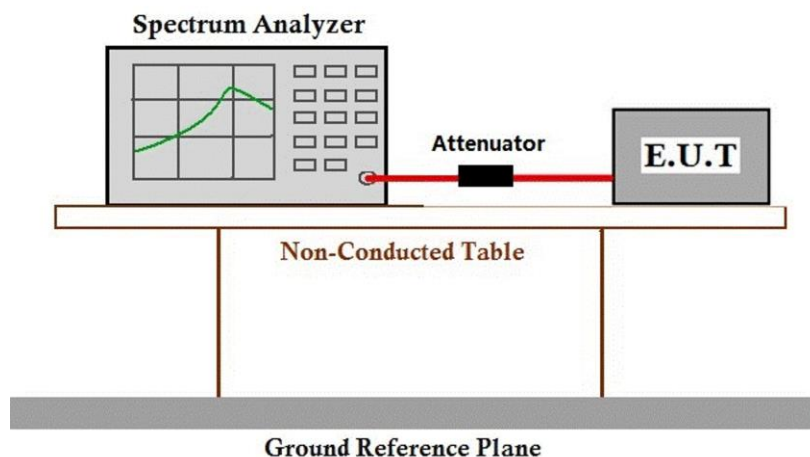 Spectrum Analyzer
Attenuator
E.U.T
Non-Conducted Table
Ground Reference Plane